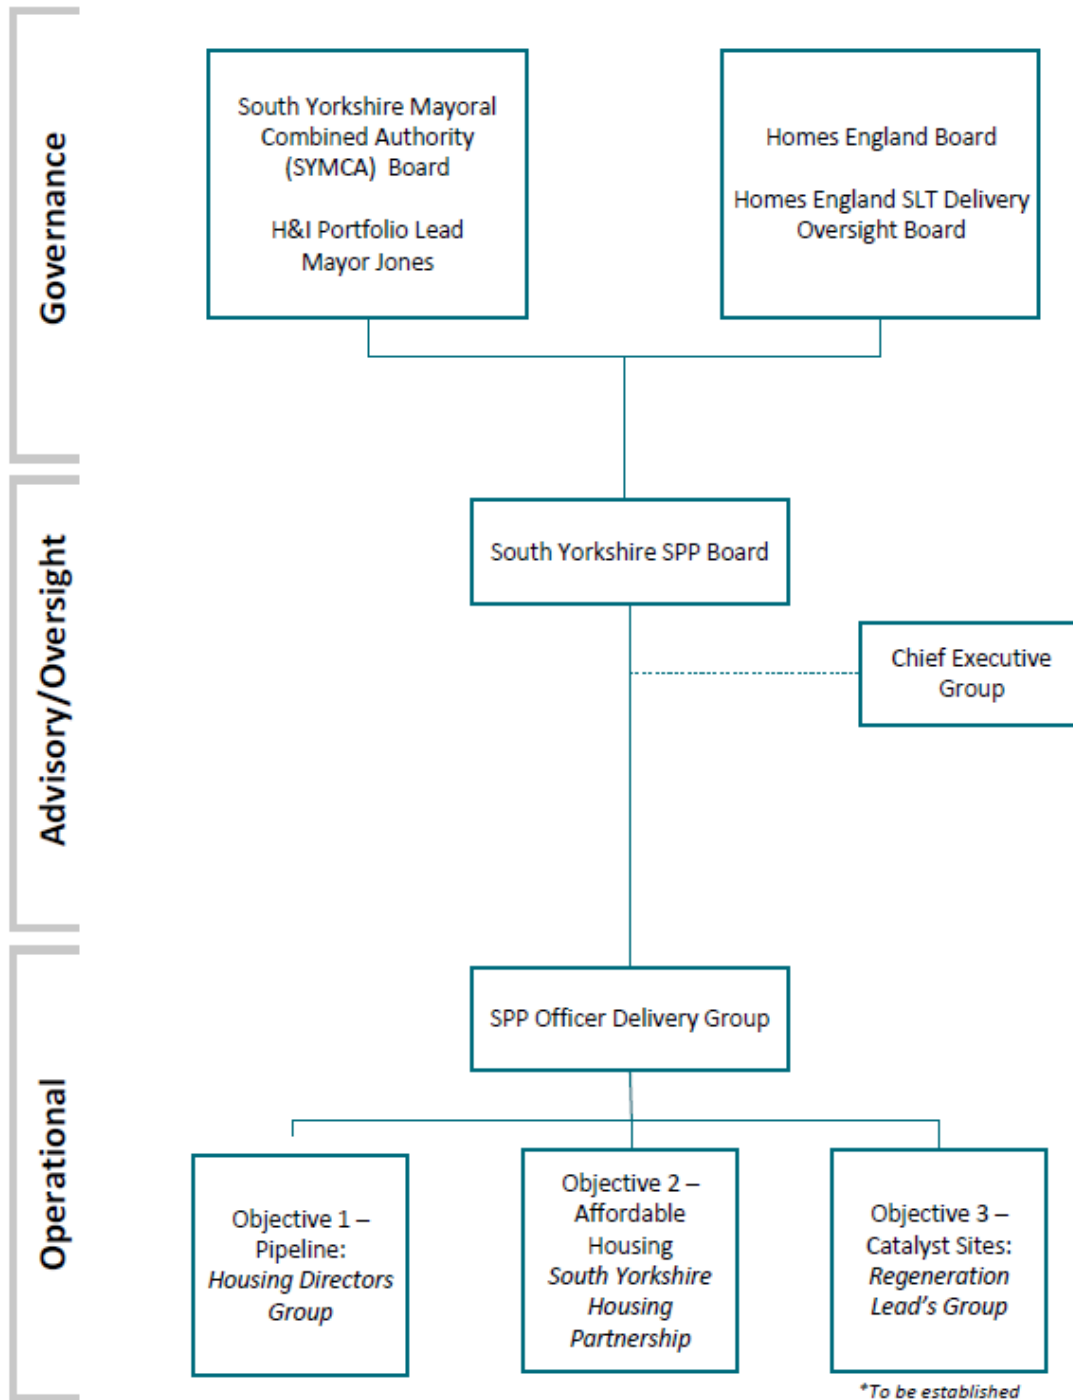 Governance
South Yorkshire Mayoral
Combined Authority
(SYMCA) Board
H&I Portfolio Lead
Mayor Jones
Homes England Board
Homes England SLT Delivery
Oversight Board
Advisory/Oversight
South Yorkshire SPP Board
Chief Executive
Group
Operational
SPP Officer Delivery Group
Objective 1 –
Pipeline:
Housing Directors
Group
Objective 2 –
Affordable
Housing
South Yorkshire
Housing
Partnership
Objective 3 –
Catalyst Sites:
Regeneration
Lead's Group
*To be established